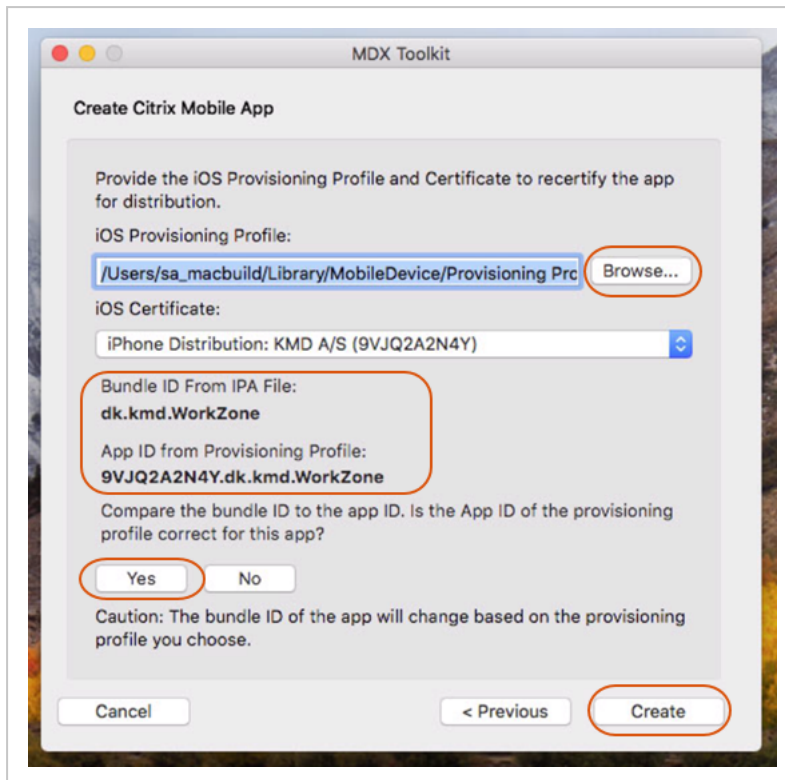 MDX Toolkit
Create Citrix Mobile App
Provide the iOS Provisioning Profile and Certificate to recertify the app
for distribution.
iOS Provisioning Profile:
/Users/sa_macbuild/Library/MobileDevice/Provisioning Prc
Browse...
iOS Certificate:
iPhone Distribution: KMD A/S (9VJQ2A2N4Y)
Bundle ID From IPA File:
dk.kmd.WorkZone
App ID from Provisioning Profile:
9VJQ2A2N4Y.dk.kmd.WorkZone
Compare the bundle ID to the app ID. Is the App ID of the provisioning
profile correct for this app?
Yes
No
Caution: The bundle ID of the app will change based on the provisioning
profile you choose.
Cancel
< Previous
Create